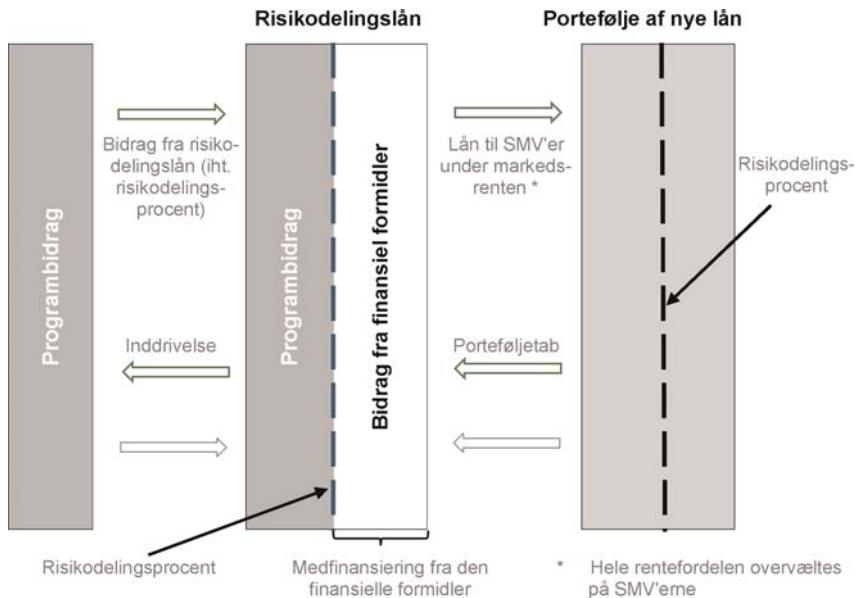 Risikodelingslån
Portefølje af nye lån
Programbidrag
Bidrag fra risiko-
delingslån (iht.
risikodelings-
procent)
Inddrivelse
Programbidrag
Bidrag fra finansiel formidler
Lån til SMV'er
under markeds-
renten *
Porteføljetab
Risikodelings-
procent
Risikodelingsprocent
Medfinansiering fra den
finansielle formidler
* Hele rentefordelen overvæltes
på SMV'erne